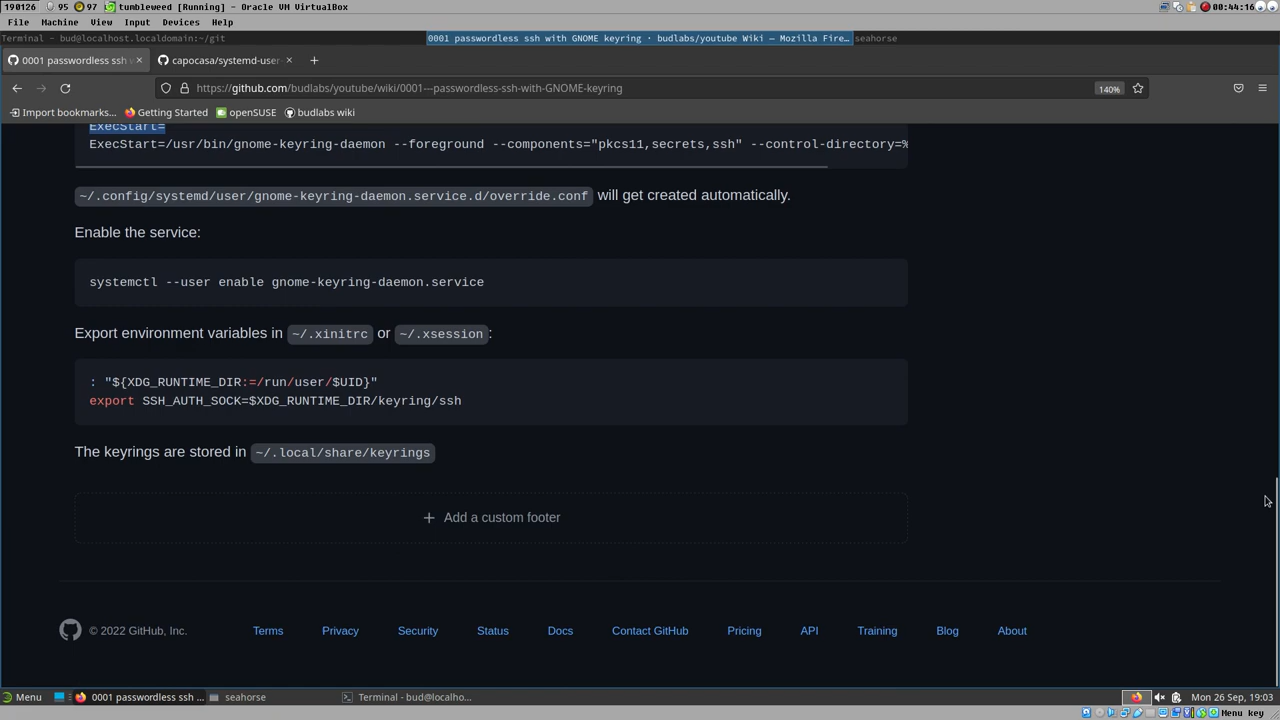 190126 95 97 tumbleweed [Running] - Oracle VM VirtualBox 00:44:16
File Machine View Input Devices Help
Terminal - bud@localhost.localdomain:~/git 0001 passwordless ssh with GNOME keyring · budlabs/youtube Wiki — Mozilla Fire… seahorse
0001 passwordless ssh w × capocasa/systemd-user- × +
https://github.com/budlabs/youtube/wiki/0001---passwordless-ssh-with-GNOME-keyring 140%
Import bookmarks... Getting Started openSUSE budlabs wiki
ExecStart=
ExecStart=/usr/bin/gnome-keyring-daemon --foreground --components="pkcs11,secrets,ssh" --control-directory=%
~/.config/systemd/user/gnome-keyring-daemon.service.d/override.conf will get created automatically.
Enable the service:
systemctl --user enable gnome-keyring-daemon.service
Export environment variables in ~/.xinitrc or ~/.xsession:
: "${XDG_RUNTIME_DIR:=/run/user/$UID}"
export SSH_AUTH_SOCK=$XDG_RUNTIME_DIR/keyring/ssh
The keyrings are stored in ~/.local/share/keyrings
+ Add a custom footer
© 2022 GitHub, Inc. Terms Privacy Security Status Docs Contact GitHub Pricing API Training Blog About
Menu 0001 passwordless ssh ... seahorse Terminal - bud@localho... Mon 26 Sep, 19:03
Menu key